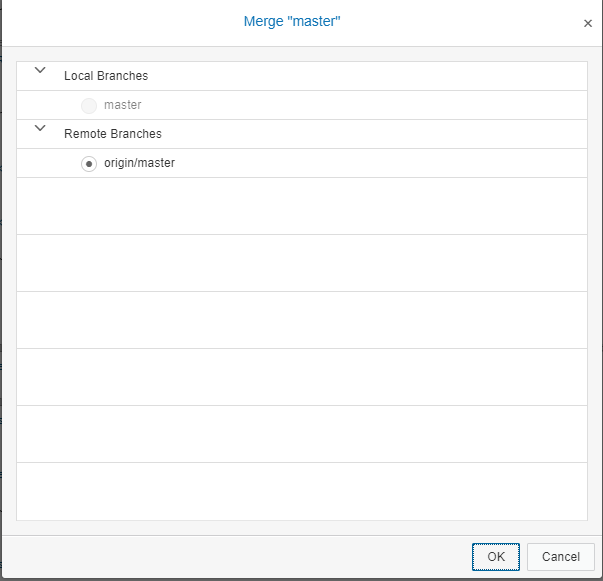 Merge "master"
Local Branches
master
Remote Branches
origin/master
OK Cancel